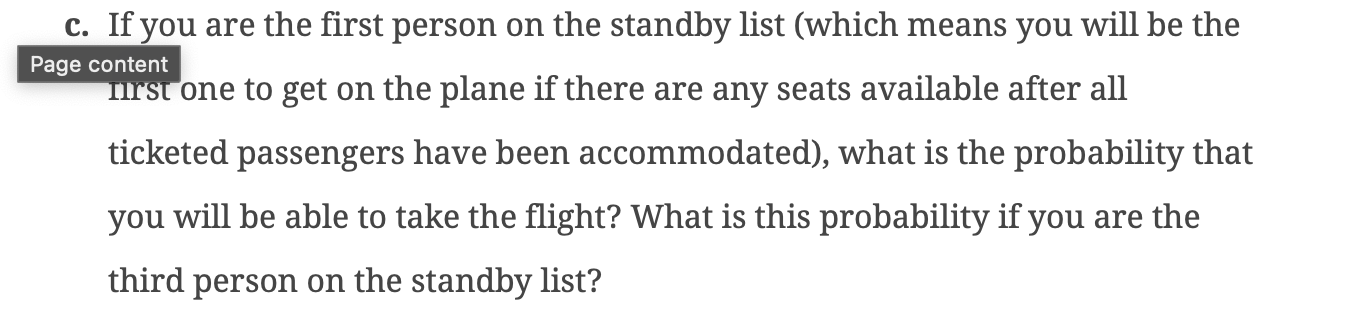 c. If you are the first person on the standby list (which means you will be the
Page content
first one to get on the plane if there are any seats available after all
ticketed passengers have been accommodated), what is the probability that
you will be able to take the flight? What is this probability if you are the
third person on the standby list?